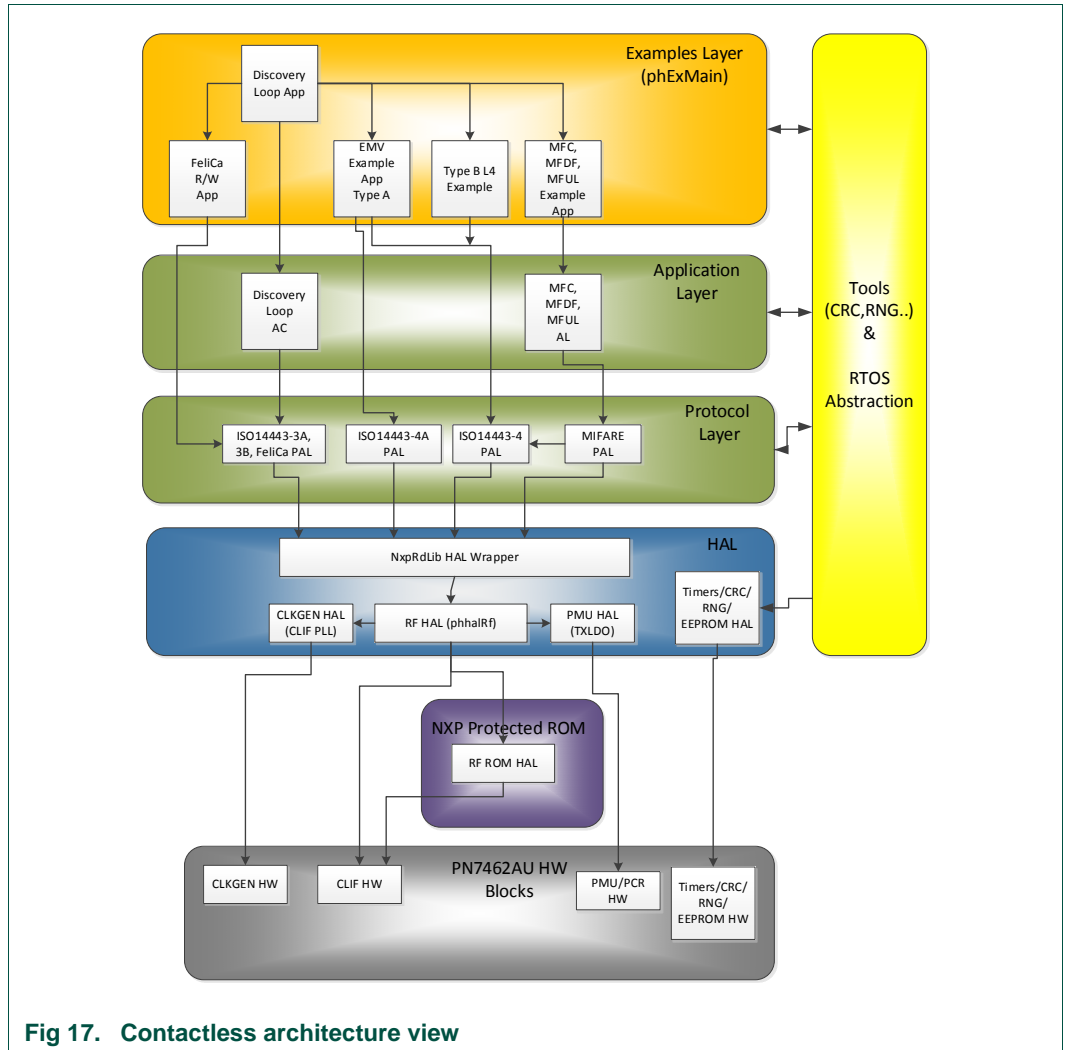 Examples Layer
(phExMain)
Discovery
Loop App
FeliCa
R/W
App
EMV
Example
App
Type A
Type B L4
Example
MFC,
MFDF,
MFUL
Example
App
Application
Layer
Discovery
Loop
AC
MFC,
MFDF,
MFUL
AL
Tools
(CRC,RNG..)
&
RTOS
Abstraction
Protocol
Layer
ISO14443-3A,
3B, FeliCa PAL
ISO14443-4A
PAL
ISO14443-4
PAL
MIFARE
PAL
HAL
NxpRdLib HAL Wrapper
CLKGEN HAL
(CLIF PLL)
RF HAL (phhalRf)
PMU HAL
(TXLDO)
Timers/CRC/
RNG/
EEPROM HAL
NXP Protected ROM
RF ROM HAL
PN7462AU HW
Blocks
CLKGEN HW
CLIF HW
PMU/PCR
HW
Timers/CRC/
RNG/
EEPROM HW
Fig 17. Contactless architecture view